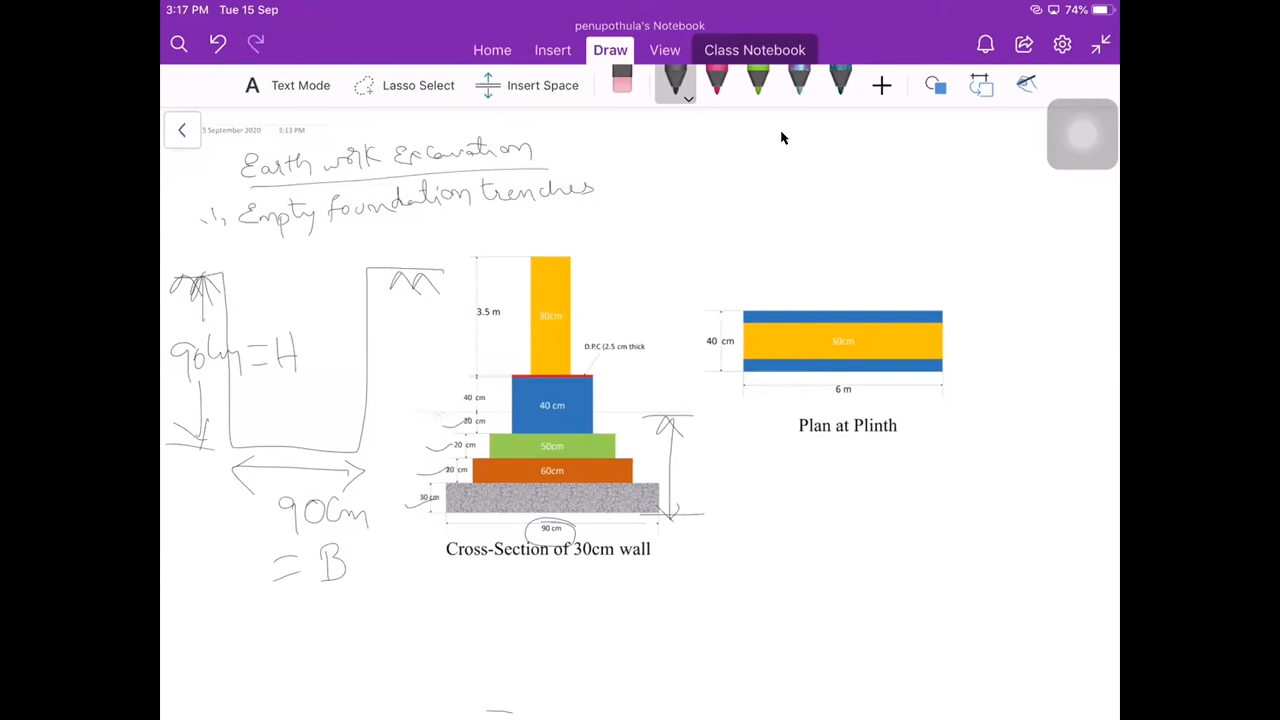 3:17 PM Tue 15 Sep
74%
penupothula's Notebook
Home Insert Draw View Class Notebook
A Text Mode Lasso Select Insert Space
5 September 2020 3:13 PM
Earth work Excavation
Empty foundation trenches
90cm = H
90cm
= B
3.5 m
30cm
D.P.C (2.5 cm thick
40 cm
40 cm
20 cm
20 cm
50cm
20 cm
60cm
30 cm
90 cm
Cross-Section of 30cm wall
40 cm
30cm
6 m
Plan at Plinth